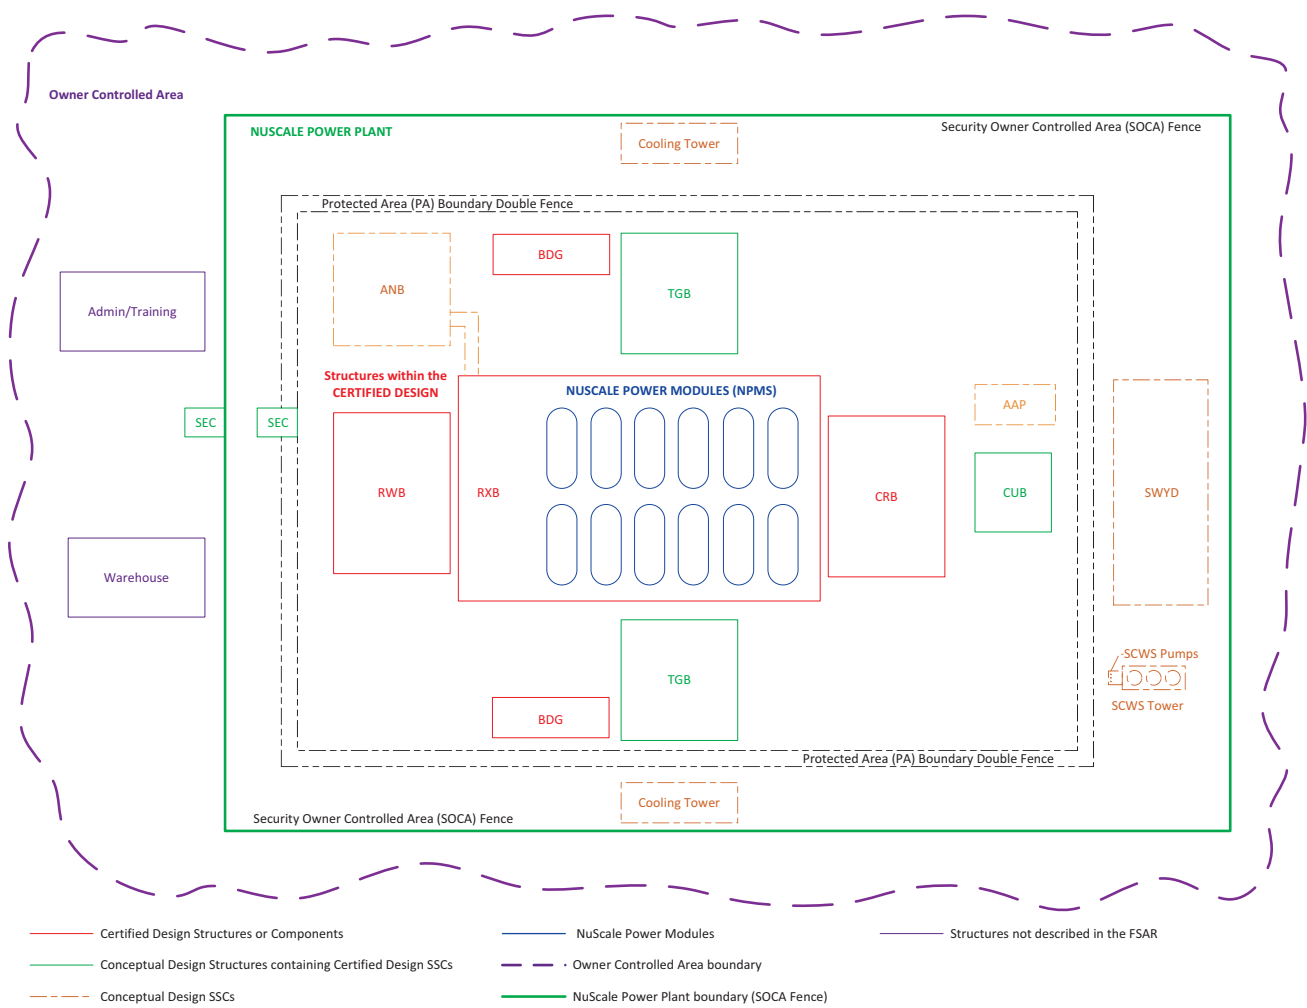 Owner Controlled Area
NUSCALE POWER PLANT
Security Owner Controlled Area (SOCA) Fence
Cooling Tower
Protected Area (PA) Boundary Double Fence
BDG
ANB
TGB
Admin/Training
Structures within the
CERTIFIED DESIGN
NUSCALE POWER MODULES (NPMS)
AAP
SEC
SEC
RWB
RXB
CRB
CUB
SWYD
Warehouse
SCWS Pumps
TGB
SCWS Tower
BDG
Protected Area (PA) Boundary Double Fence
Cooling Tower
Security Owner Controlled Area (SOCA) Fence
Certified Design Structures or Components
NuScale Power Modules
Structures not described in the FSAR
Conceptual Design Structures containing Certified Design SSCs
Owner Controlled Area boundary
Conceptual Design SSCs
NuScale Power Plant boundary (SOCA Fence)